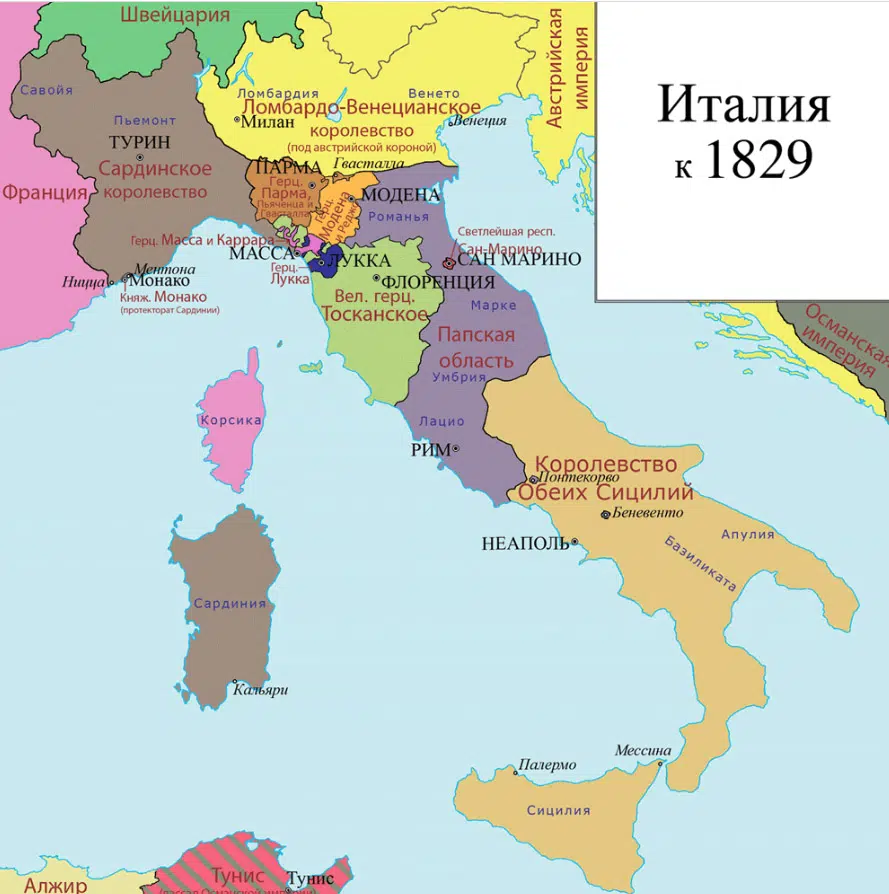 Италия
к 1829
Швейцария
Австрийская
империя
Савойя
Ломбардия
Венето
Ломбардо-Венецианское
королевство
(под австрийской короной)
Милан
Венеция
Пьемонт
ТУРИН
Сардинское
королевство
Франция
ПАРМА
Гвасталла
Герц.
Парма,
Пьяченца и
Гвасталла
Герц.
Модена
и Реджо
МОДЕНА
Романья
Герц. Масса и Каррара
МАССА
Герц.
Лукка
ЛУККА
Светлейшая респ.
Сан-Марино
САН МАРИНО
Ментона
Ницца
Монако
Княж. Монако
(протекторат Сардинии)
ФЛОРЕНЦИЯ
Вел. герц.
Тосканское
Марке
Папская
область
Умбрия
Османская
империя
Корсика
Лацио
РИМ
Королевство
Понтекорво
Обеих Сицилий
Беневенто
НЕАПОЛЬ
Апулия
Базиликата
Сардиния
Кальяри
Мессина
Палермо
Сицилия
Алжир
Тунис
Тунис